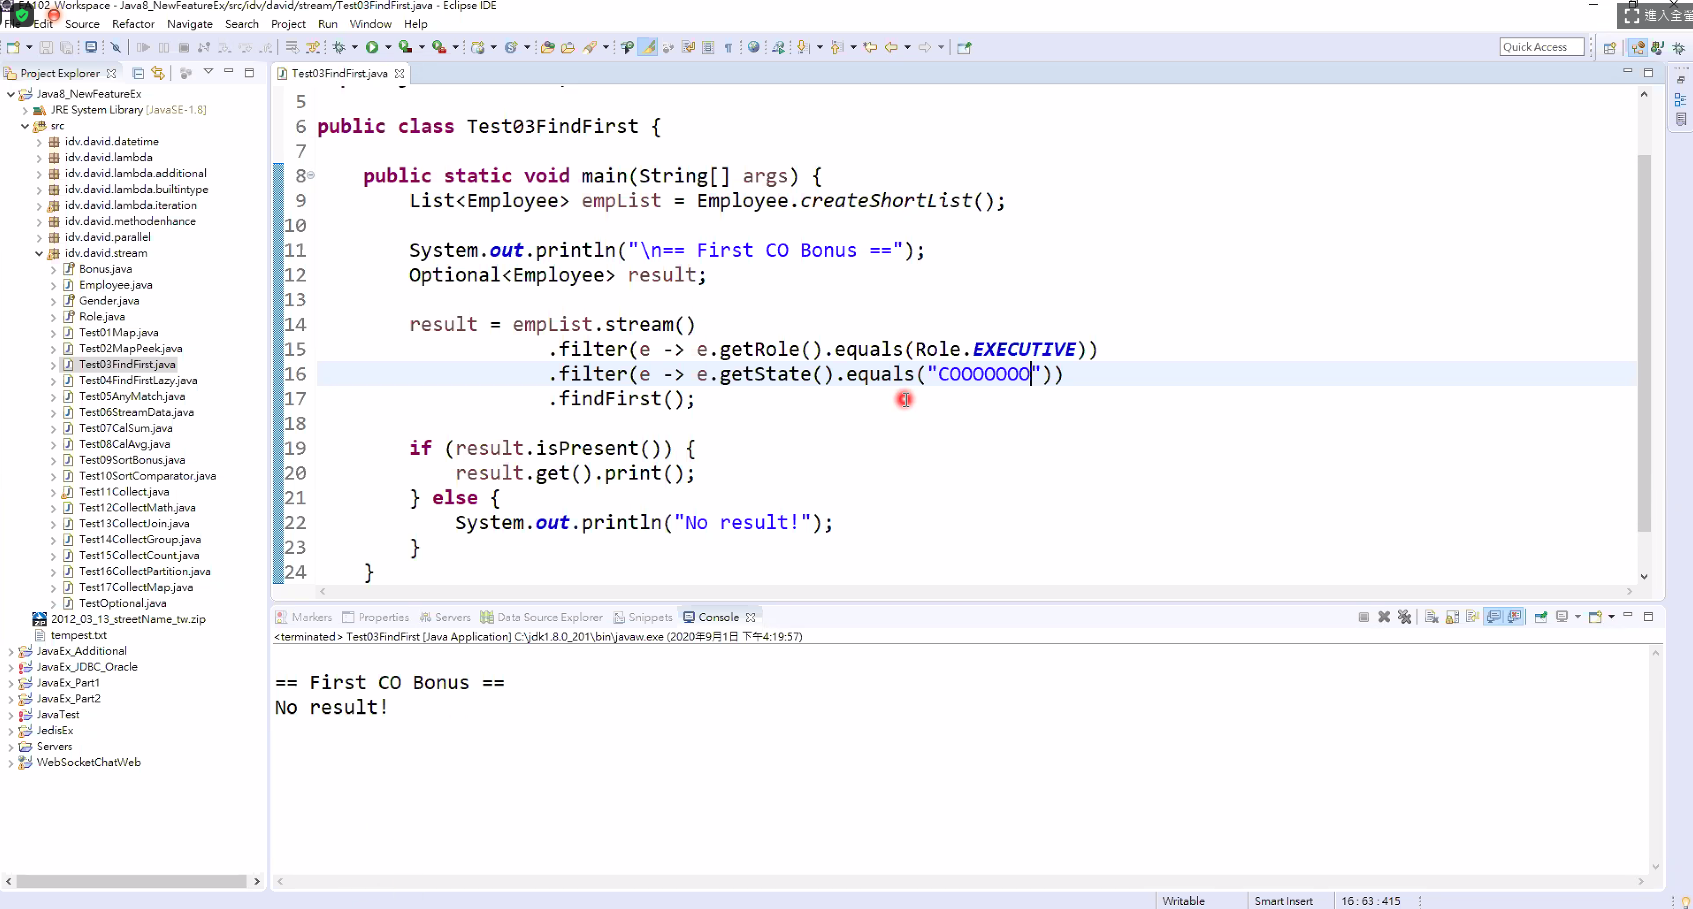 FA102_Workspace - Java8_NewFeatureEx/src/idv/david/stream/Test03FindFirst.java - Eclipse IDE
File Edit Source Refactor Navigate Search Project Run Window Help
Quick Access
Project Explorer
Java8_NewFeatureEx
JRE System Library [JavaSE-1.8]
src
idv.david.datetime
idv.david.lambda
idv.david.lambda.additional
idv.david.lambda.builtintype
idv.david.lambda.iteration
idv.david.methodenhance
idv.david.parallel
idv.david.stream
Bonus.java
Employee.java
Gender.java
Role.java
Test01Map.java
Test02MapPeek.java
Test03FindFirst.java
Test04FindFirstLazy.java
Test05AnyMatch.java
Test06StreamData.java
Test07CalSum.java
Test08CalAvg.java
Test09SortBonus.java
Test10SortComparator.java
Test11Collect.java
Test12CollectMath.java
Test13CollectJoin.java
Test14CollectGroup.java
Test15CollectCount.java
Test16CollectPartition.java
Test17CollectMap.java
TestOptional.java
2012_03_13_streetName_tw.zip
tempest.txt
JavaEx_Additional
JavaEx_JDBC_Oracle
JavaEx_Part1
JavaEx_Part2
JavaTest
JedisEx
Servers
WebSocketChatWeb
Test03FindFirst.java
5
6 public class Test03FindFirst {
7
8 public static void main(String[] args) {
9 List<Employee> empList = Employee.createShortList();
10
11 System.out.println("\n== First CO Bonus ==");
12 Optional<Employee> result;
13
14 result = empList.stream()
15 .filter(e -> e.getRole().equals(Role.EXECUTIVE))
16 .filter(e -> e.getState().equals("COOOOOOO"))
17 .findFirst();
18
19 if (result.isPresent()) {
20 result.get().print();
21 } else {
22 System.out.println("No result!");
23 }
24 }
Markers Properties Servers Data Source Explorer Snippets Console
<terminated> Test03FindFirst [Java Application] C:\jdk1.8.0_201\bin\javaw.exe (2020年9月1日 下午4:19:57)
== First CO Bonus ==
No result!
Writable Smart Insert 16 : 63 : 415